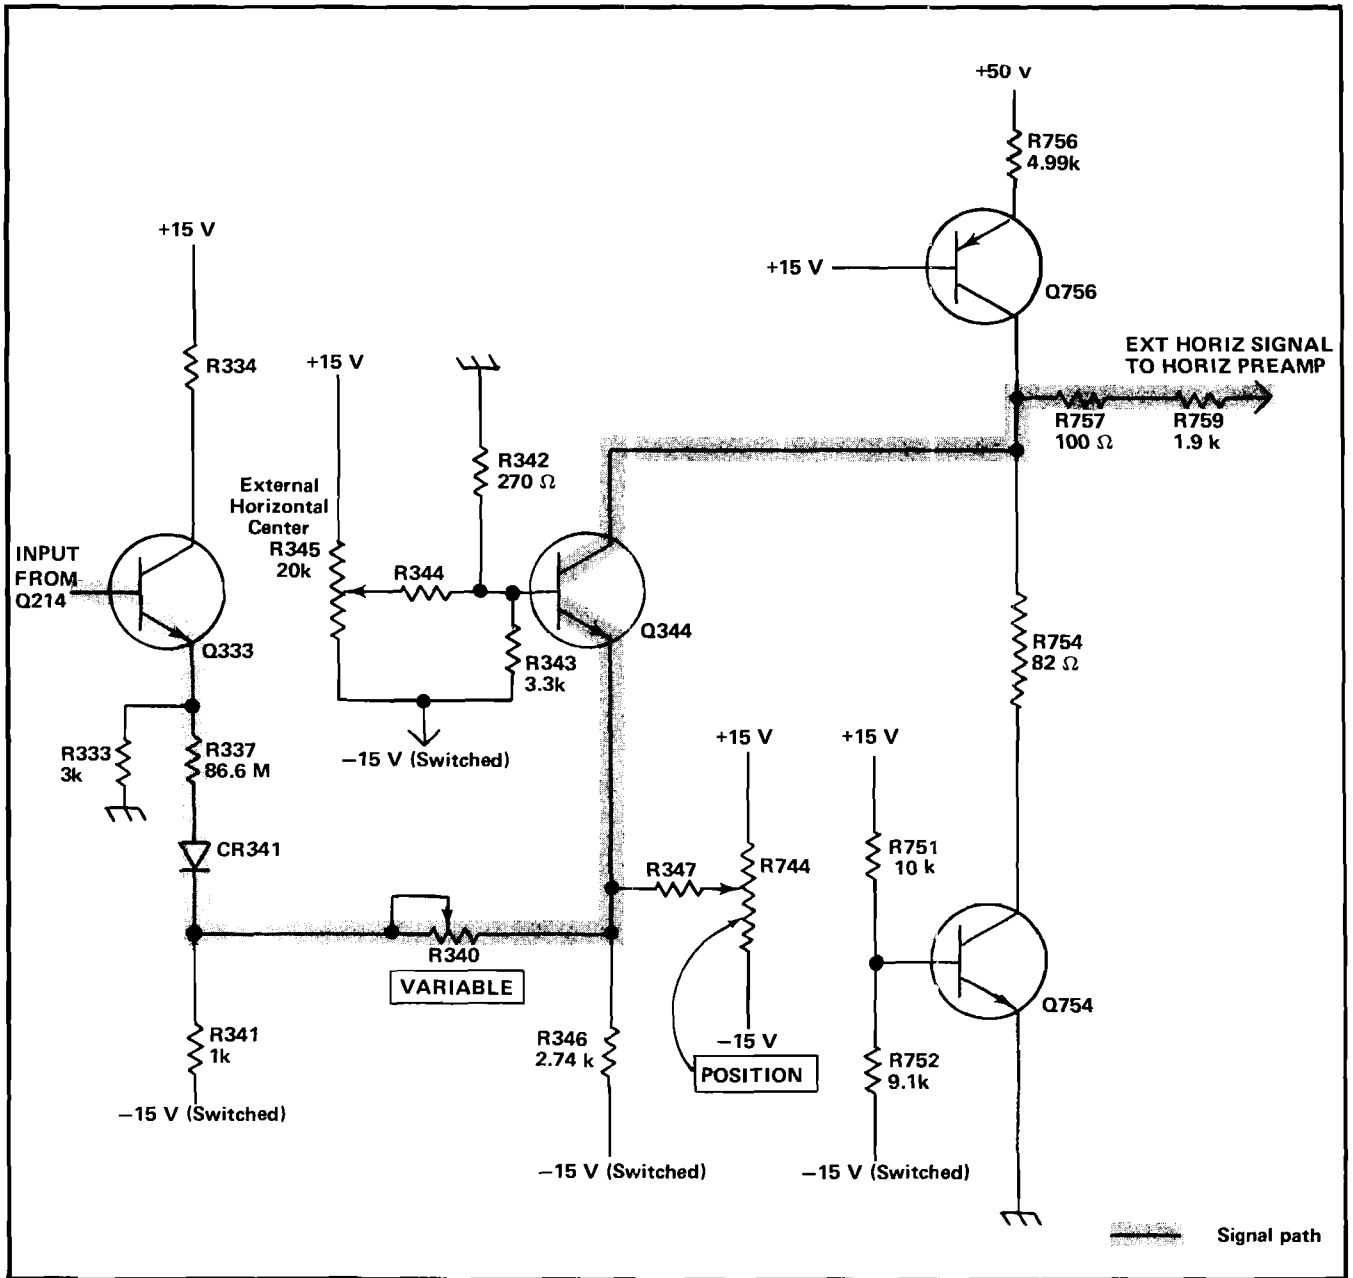 +50 v
R756
4.99k
+15 V
Q756
+15 V
R334
+15 V
EXT HORIZ SIGNAL
TO HORIZ PREAMP
R757
100 Ω
R759
1.9 k
R342
270 Ω
External
Horizontal
Center
R345
20k
R344
INPUT
FROM
Q214
Q333
Q344
R343
3.3k
R754
82 Ω
R333
3k
R337
86.6 M
−15 V (Switched)
+15 V
+15 V
CR341
R347
R744
R751
10 k
R340
VARIABLE
Q754
R341
1k
R346
2.74 k
−15 V
POSITION
R752
9.1k
−15 V (Switched)
−15 V (Switched)
−15 V (Switched)
Signal path